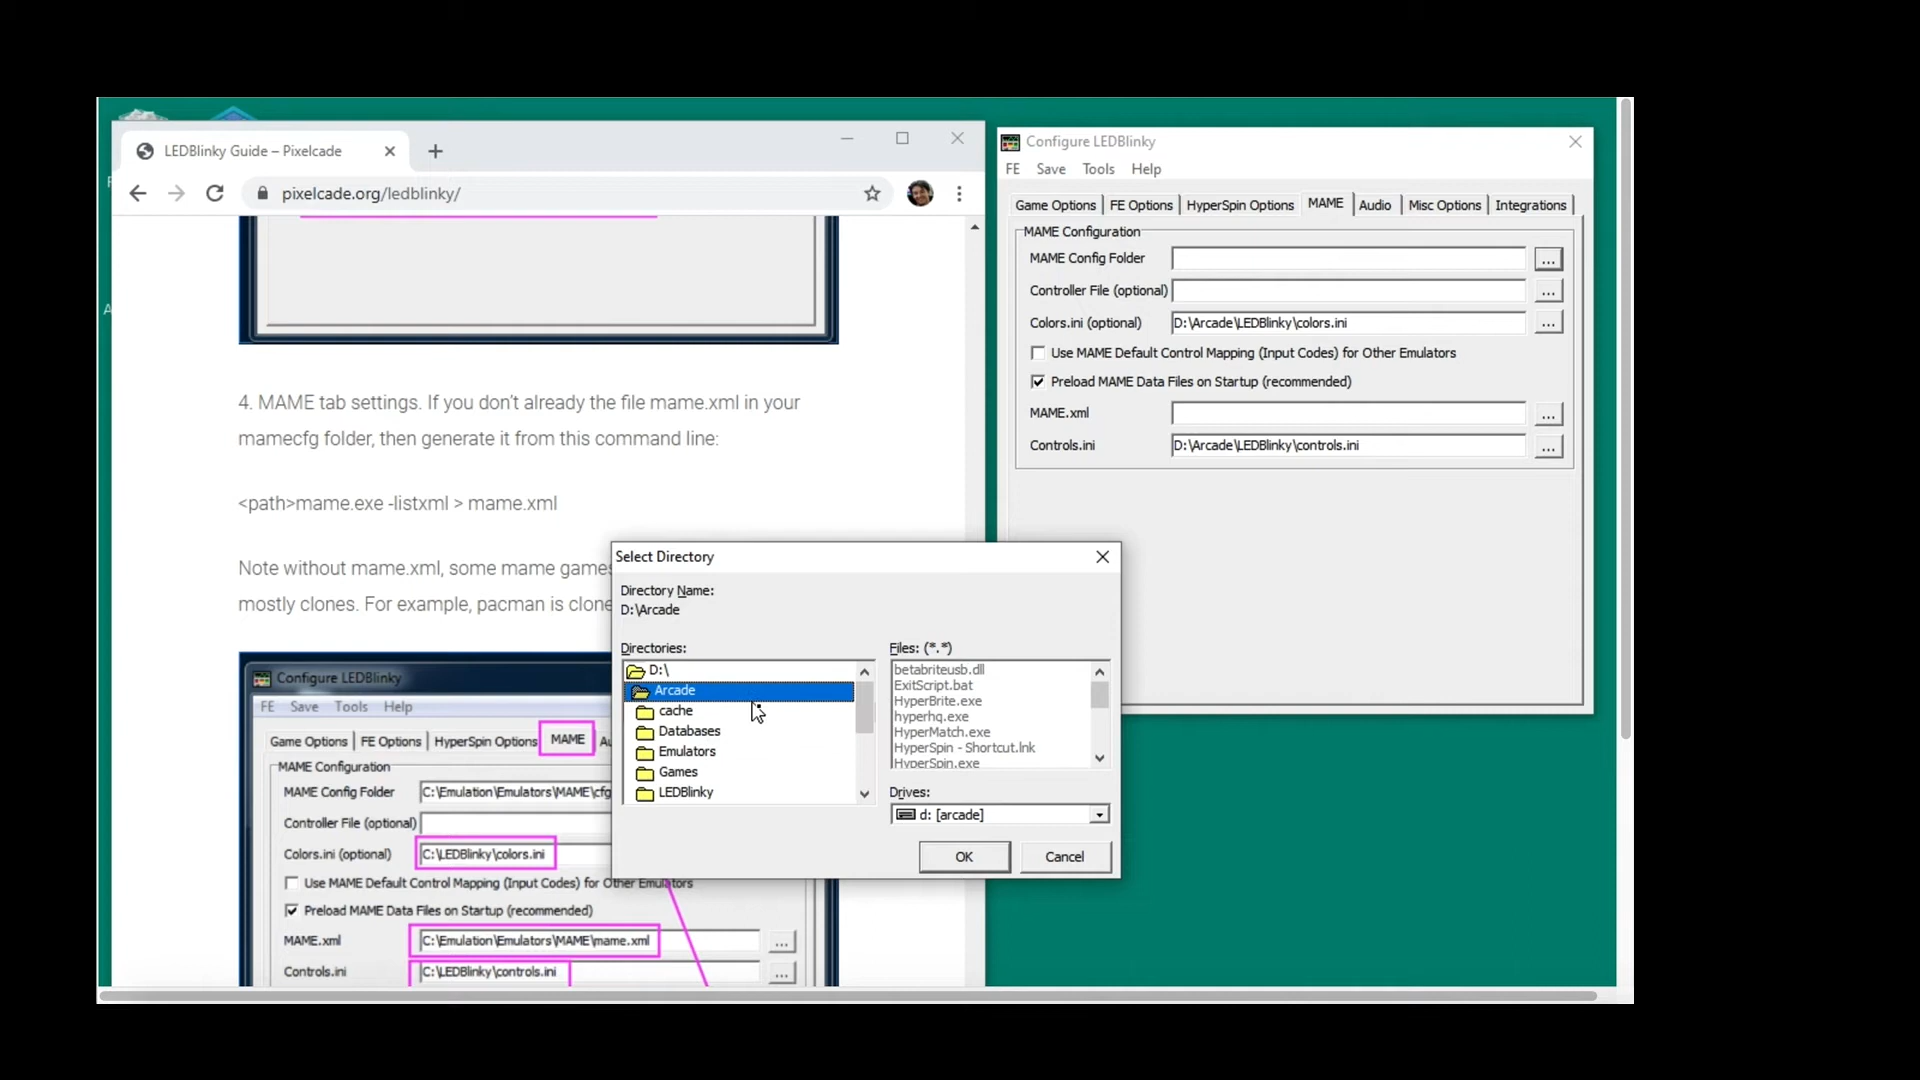 LEDBlinky Guide – Pixelcade
pixelcade.org/ledblinky/
4. MAME tab settings. If you don't already the file mame.xml in your
mamecfg folder, then generate it from this command line:
<path>mame.exe -listxml > mame.xml
Note without mame.xml, some mame games
mostly clones. For example, pacman is clone
Configure LEDBlinky
FE Save Tools Help
Game Options FE Options HyperSpin Options MAME
MAME Configuration
MAME Config Folder C:\Emulation\Emulators\MAME\cfg
Controller File (optional)
Colors.ini (optional) C:\LEDBlinky\colors.ini
Use MAME Default Control Mapping (Input Codes) for Other Emulators
Preload MAME Data Files on Startup (recommended)
MAME.xml C:\Emulation\Emulators\MAME\mame.xml ...
Controls.ini C:\LEDBlinky\controls.ini ...
Configure LEDBlinky
FE Save Tools Help
Game Options FE Options HyperSpin Options MAME Audio Misc Options Integrations
MAME Configuration
MAME Config Folder ...
Controller File (optional) ...
Colors.ini (optional) D:\Arcade\LEDBlinky\colors.ini ...
Use MAME Default Control Mapping (Input Codes) for Other Emulators
Preload MAME Data Files on Startup (recommended)
MAME.xml ...
Controls.ini D:\Arcade\LEDBlinky\controls.ini ...
Select Directory
Directory Name:
D:\Arcade
Directories:
D:\
Arcade
cache
Databases
Emulators
Games
LEDBlinky
Files: (*.*)
betabriteusb.dll
ExitScript.bat
HyperBrite.exe
hyperhq.exe
HyperMatch.exe
HyperSpin - Shortcut.lnk
HyperSpin.exe
Drives:
d: [arcade]
OK Cancel